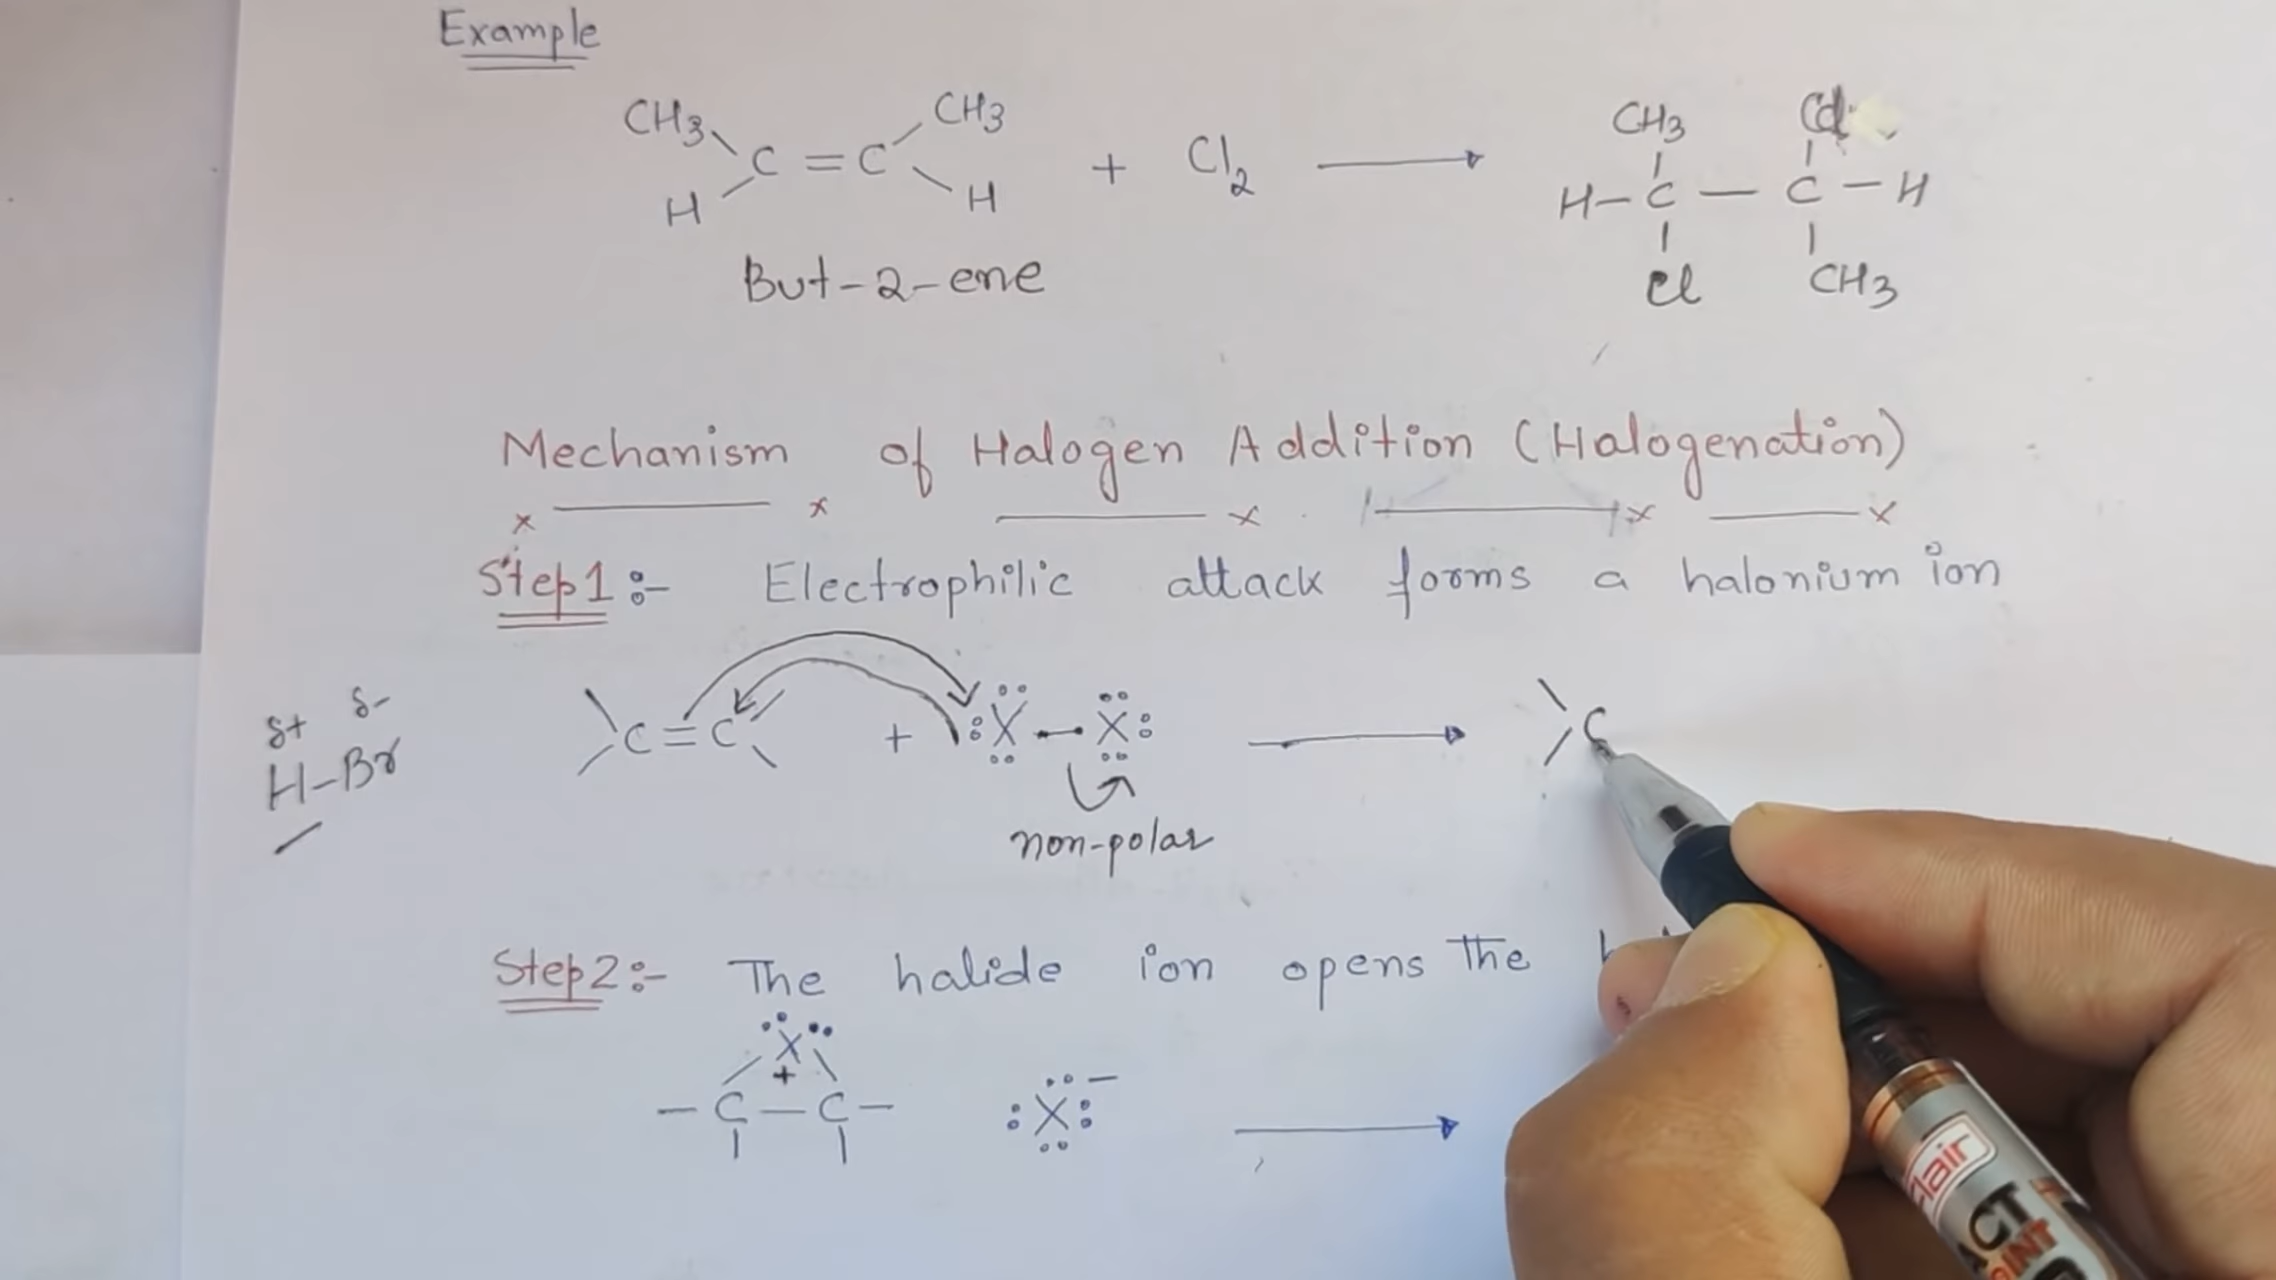 Example
CH3 CH3 CH3 Cl
C = C + Cl2 → H - C - C - H
H H
But-2-ene Cl CH3
Mechanism of Halogen Addition (Halogenation)
x x x x x
Step1:- Electrophilic attack forms a halonium ion
δ+ δ-
H-Br C = C + :X - X: → C
non-polar
Step2:- The halide ion opens the
X
+
- C - C - :X: - →
Flair